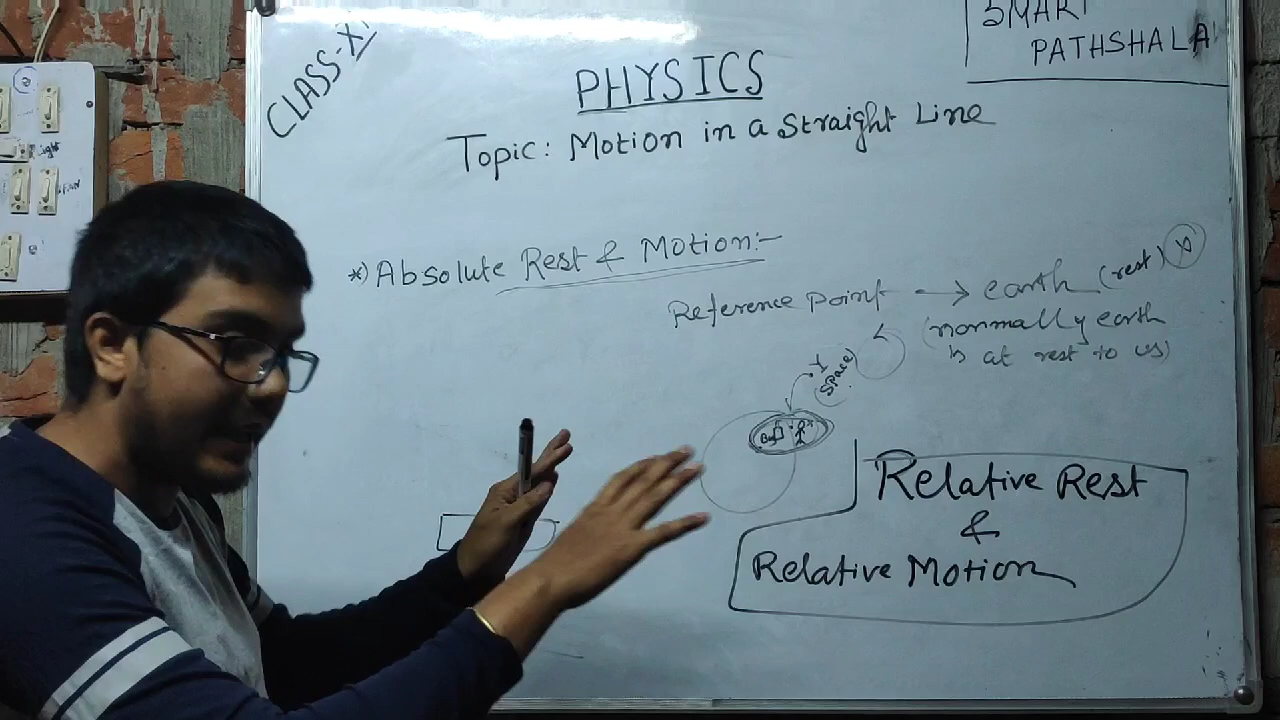 CLASS-XI
SMART
PATHSHALA
PHYSICS
Topic: Motion in a Straight Line
*) Absolute Rest & Motion:-
Reference point → earth (rest)
(normally earth
is at rest to us)
(space)
Relative Rest
&
Relative Motion